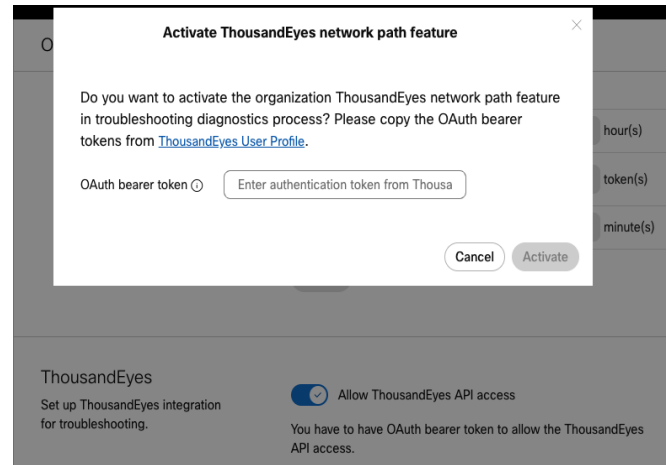 Activate ThousandEyes network path feature
O
Do you want to activate the organization ThousandEyes network path feature
in troubleshooting diagnostics process? Please copy the OAuth bearer
tokens from ThousandEyes User Profile.
hour(s)
OAuth bearer token
Enter authentication token from Thousa
token(s)
minute(s)
Cancel
Activate
ThousandEyes
Set up ThousandEyes integration
for troubleshooting.
Allow ThousandEyes API access
You have to have OAuth bearer token to allow the ThousandEyes
API access.